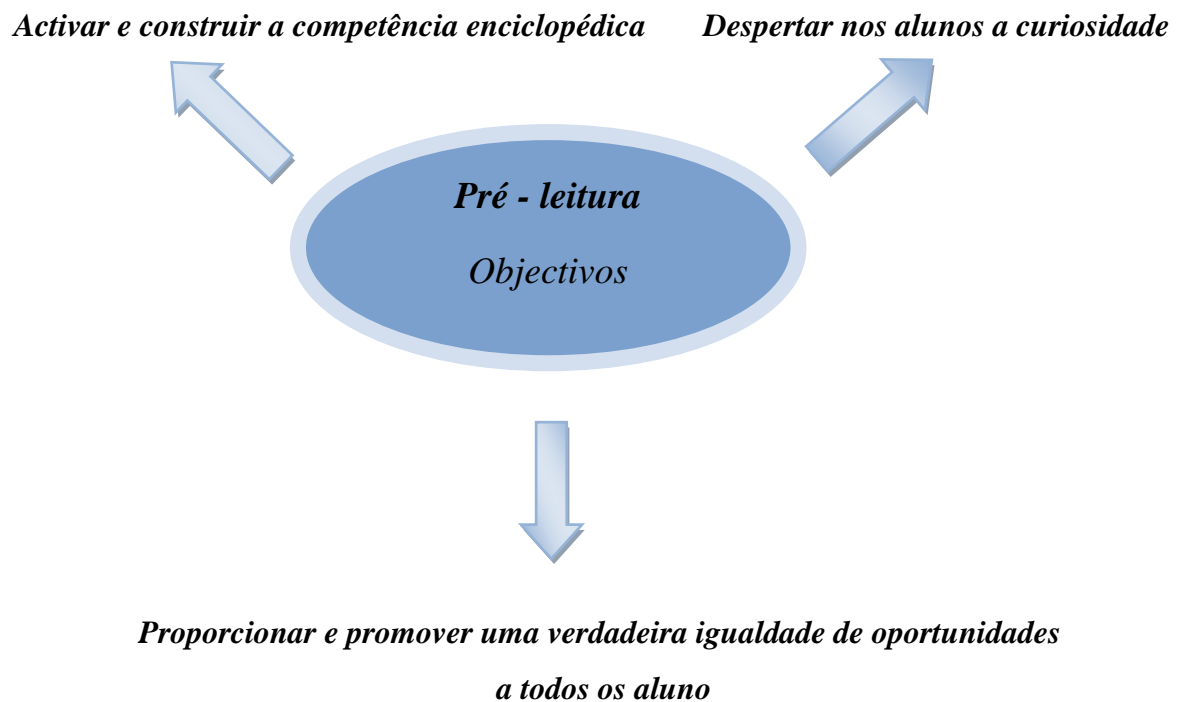 Activar e construir a competência enciclopédica
Despertar nos alunos a curiosidade
Pré - leitura
Objectivos
Proporcionar e promover uma verdadeira igualdade de oportunidades
a todos os aluno